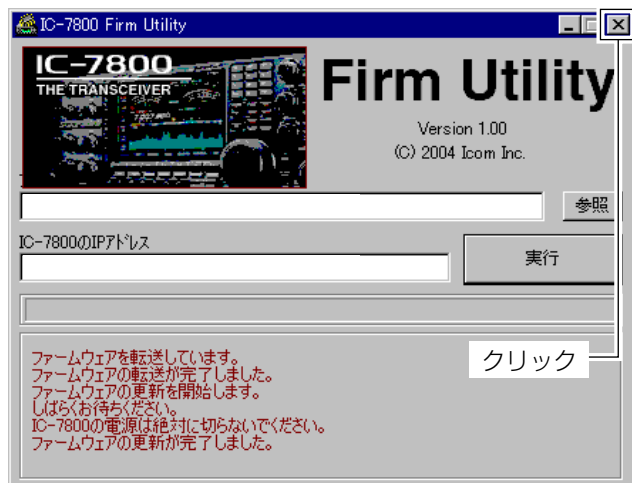 IC-7800 Firm Utility
IC-7800
THE TRANSCEIVER
Firm Utility
Version 1.00
(C) 2004 Icom Inc.
参照
IC-7800のIPアドレス
実行
ファームウェアを転送しています。
ファームウェアの転送が完了しました。
ファームウェアの更新を開始します。
しばらくお待ちください。
IC-7800の電源は絶対に切らないでください。
ファームウェアの更新が完了しました。
クリック